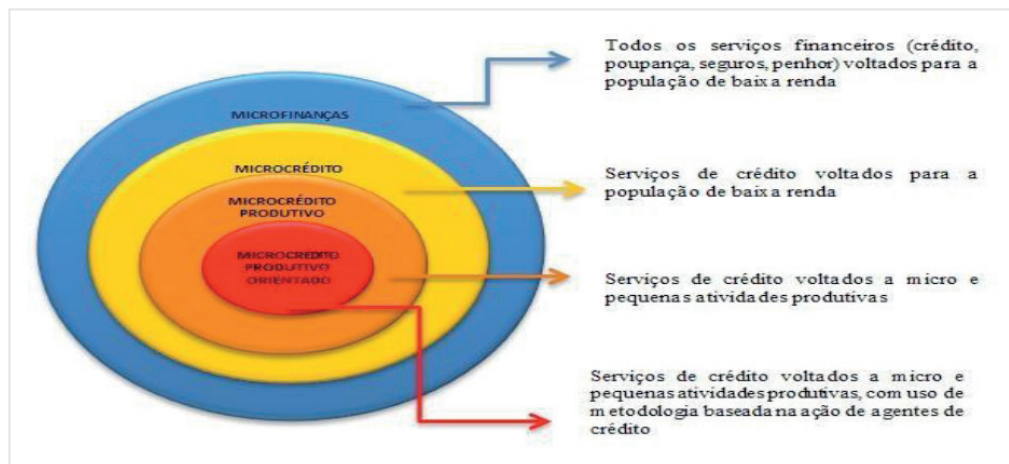 Todos os serviços financeiros (crédito,
poupança, seguros, penhor) voltados para a
população de baixa renda
MICROFINANÇAS
MICROCRÉDITO
Serviços de crédito voltados para a
população de baixa renda
MICROCRÉDITO
PRODUTIVO
MICROCREDITO
PRODUTIVO
ORIENTADO
Serviços de crédito voltados a micro e
pequenas atividades produtivas
Serviços de crédito voltados a micro e
pequenas atividades produtivas, com uso de
metodologia baseada na ação de agentes de
crédito